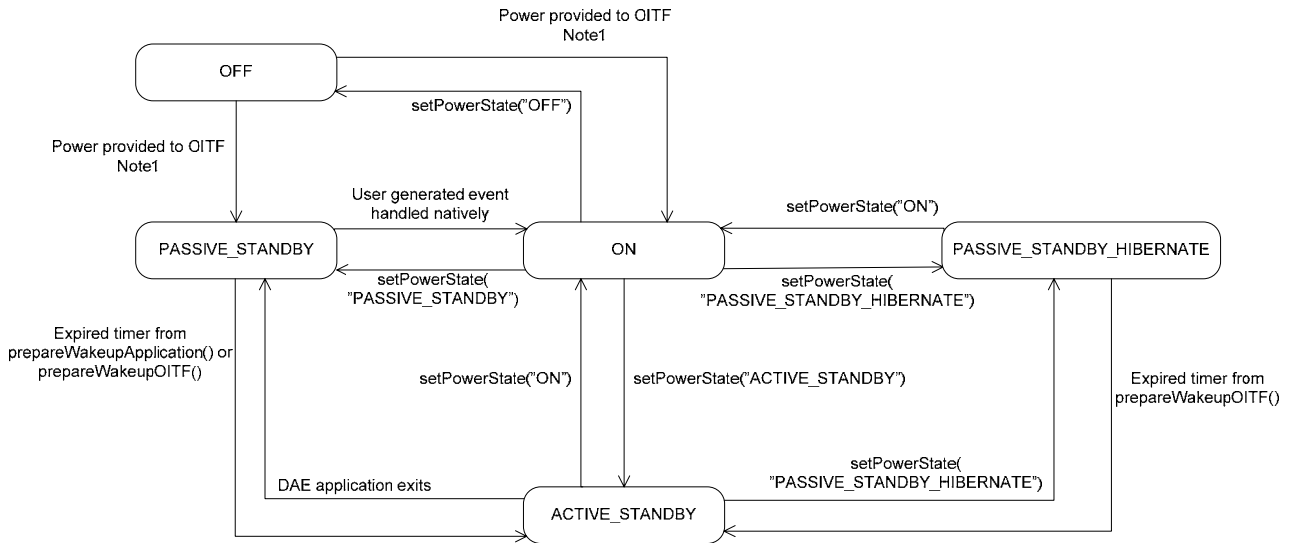 Power provided to OITF
Note1
OFF
setPowerState("OFF")
Power provided to OITF
Note1
User generated event
handled natively
setPowerState("ON")
PASSIVE_STANDBY
ON
PASSIVE_STANDBY_HIBERNATE
setPowerState(
"PASSIVE_STANDBY")
setPowerState(
"PASSIVE_STANDBY_HIBERNATE")
Expired timer from
prepareWakeupApplication() or
prepareWakeupOITF()
setPowerState("ON")
setPowerState("ACTIVE_STANDBY")
Expired timer from
prepareWakeupOITF()
setPowerState(
"PASSIVE_STANDBY_HIBERNATE")
DAE application exits
ACTIVE_STANDBY